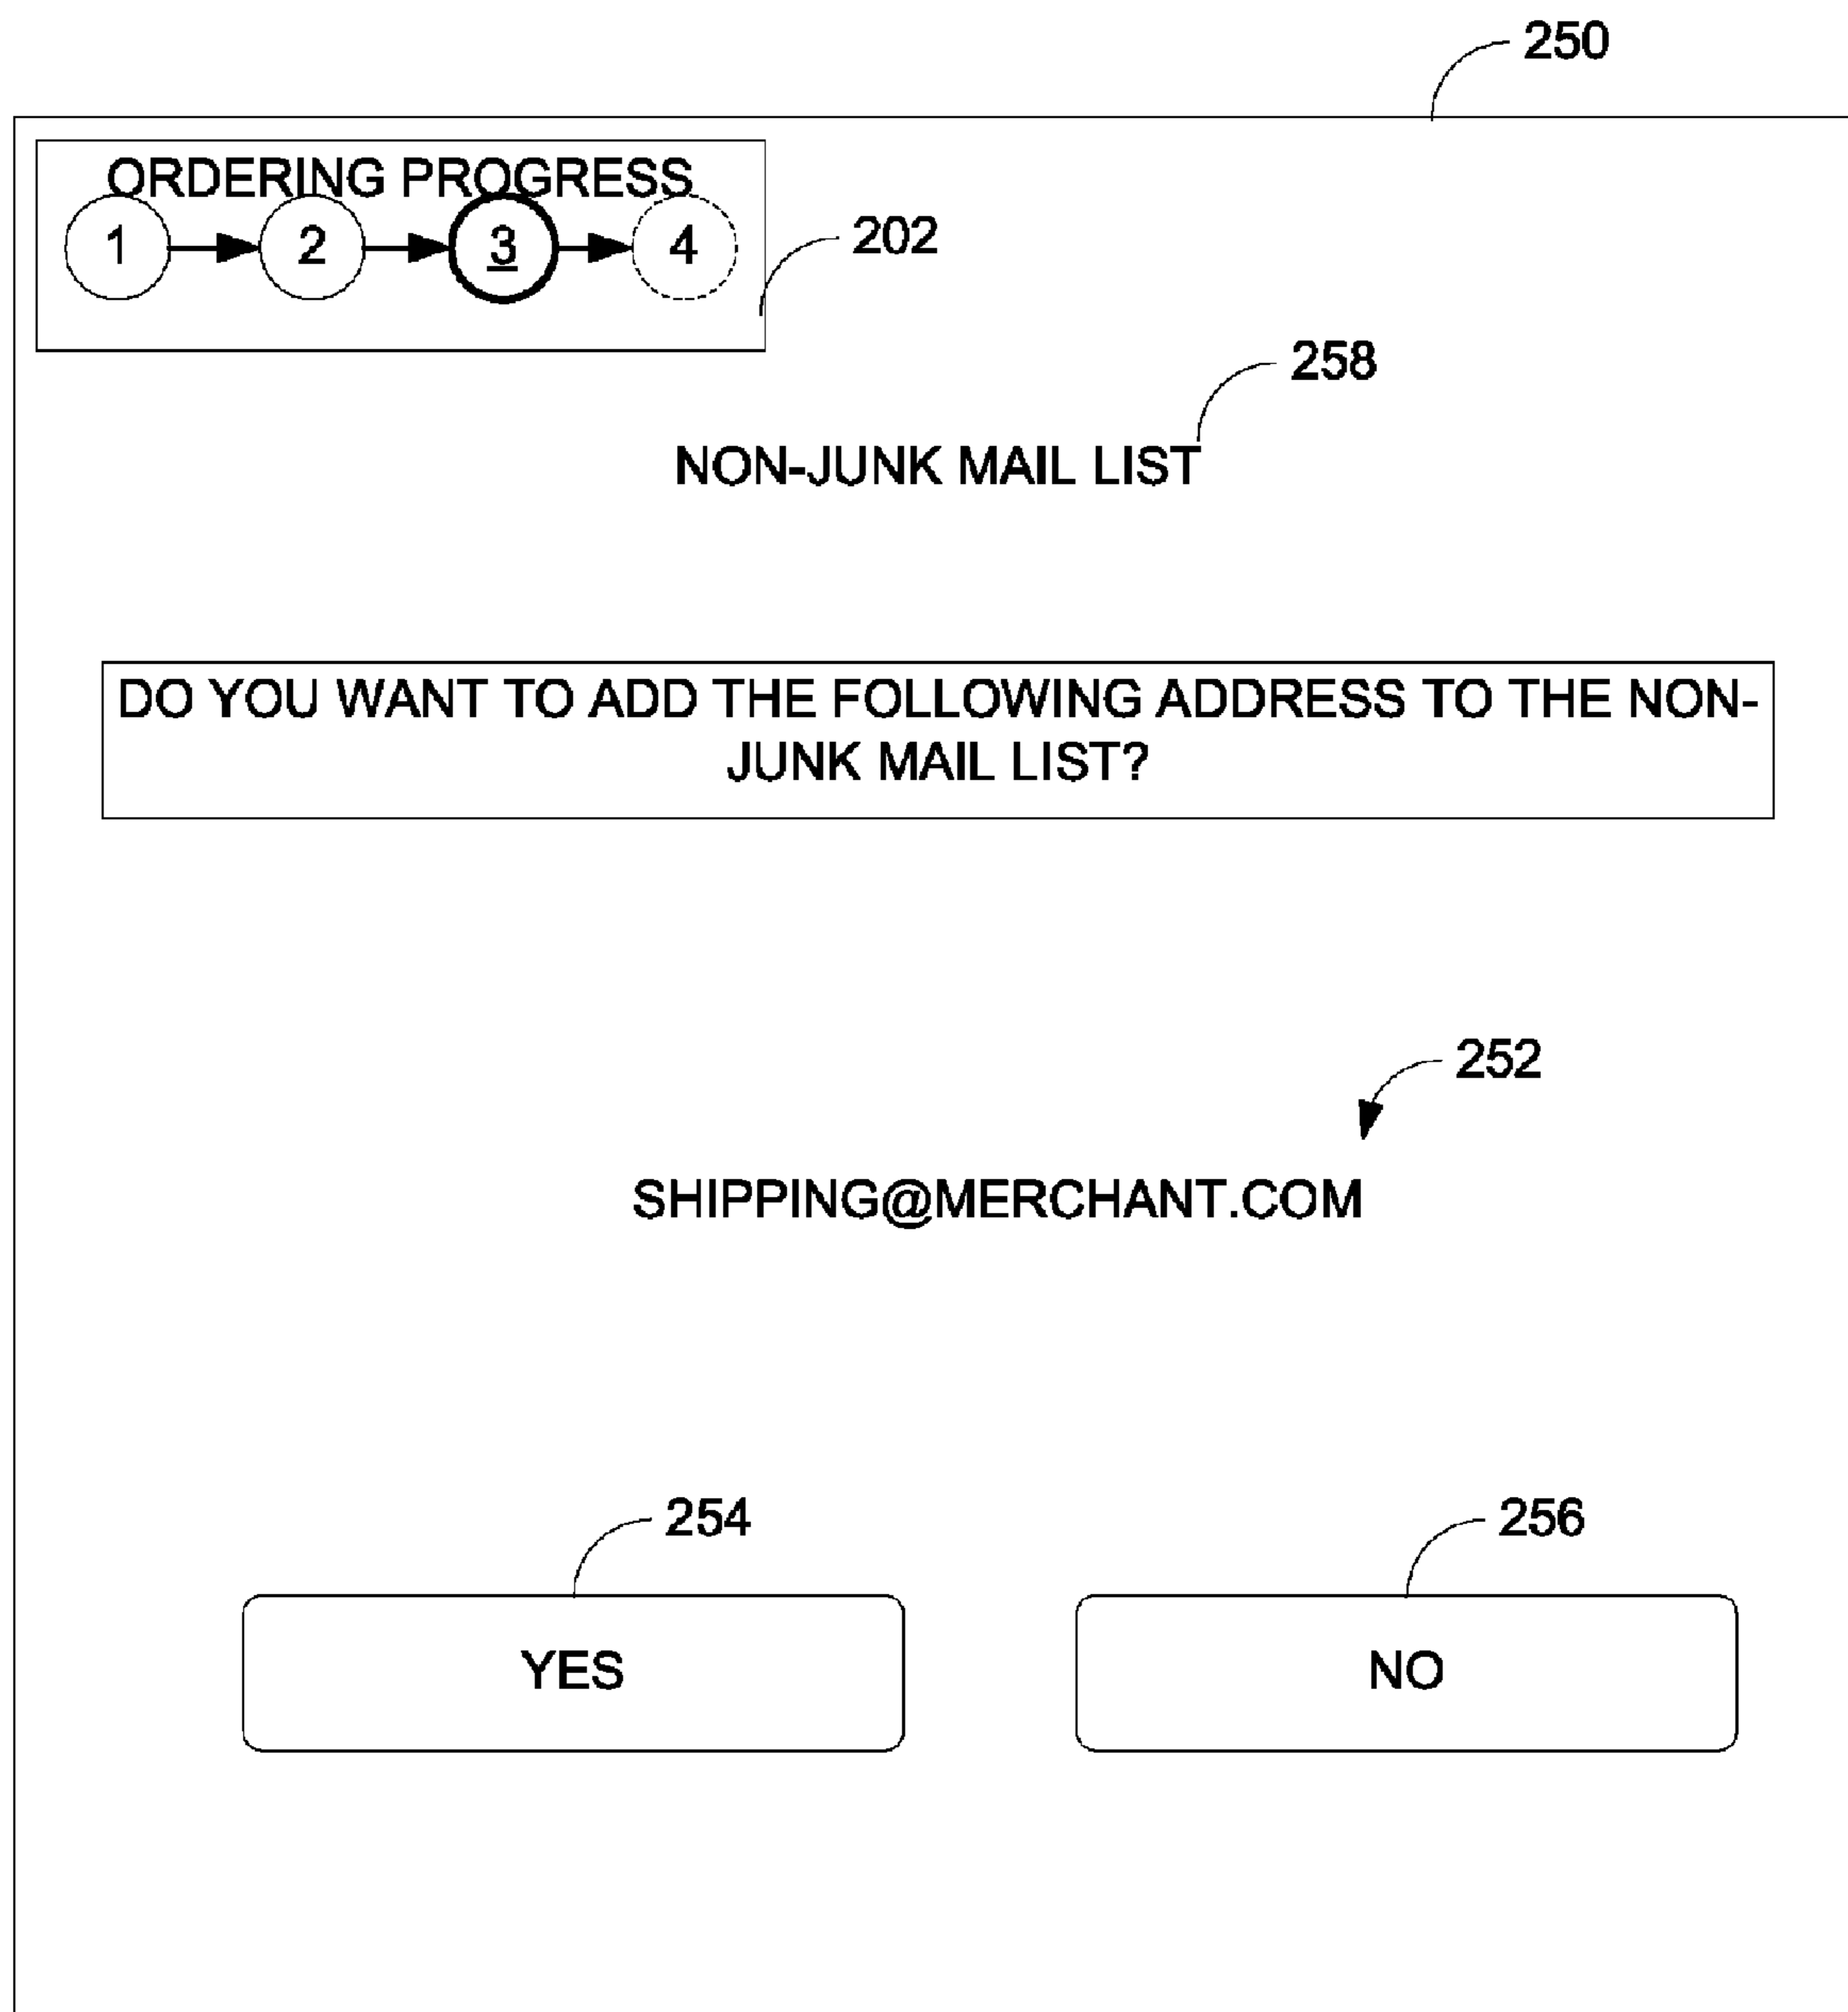 250
ORDERING PROGRESS
1 2 3 4
202
258
NON-JUNK MAIL LIST
DO YOU WANT TO ADD THE FOLLOWING ADDRESS TO THE NON-
JUNK MAIL LIST?
252
SHIPPING@MERCHANT.COM
254
256
YES
NO